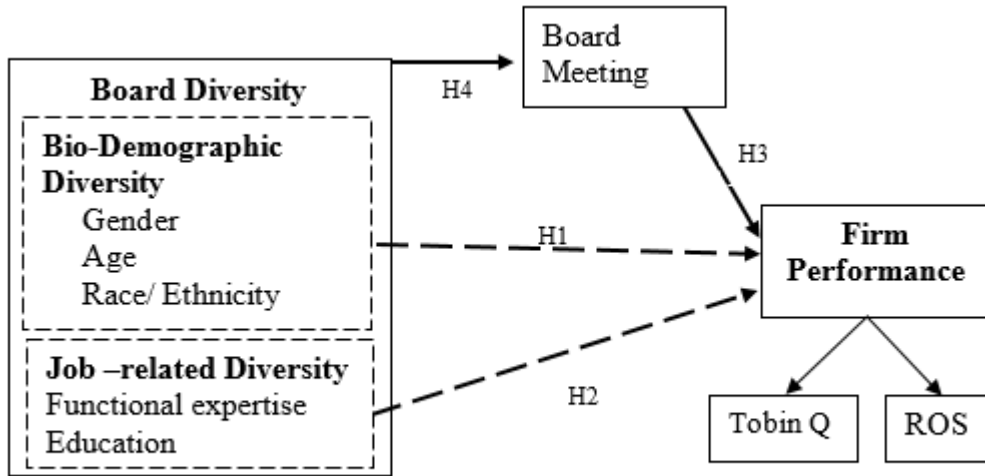 Board Diversity
Bio-Demographic
Diversity
Gender
Age
Race/ Ethnicity
Job –related Diversity
Functional expertise
Education
H4
Board
Meeting
H3
H1
H2
Firm
Performance
Tobin Q
ROS